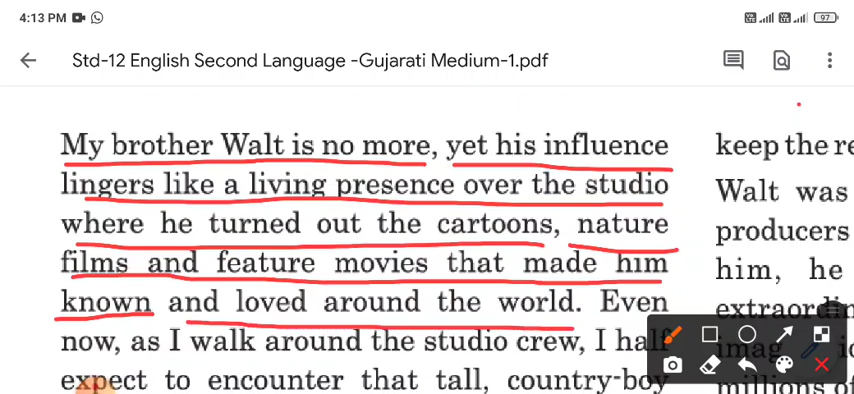 4:13 PM
97
Std-12 English Second Language -Gujarati Medium-1.pdf
My brother Walt is no more, yet his influence
lingers like a living presence over the studio
where he turned out the cartoons, nature
films and feature movies that made him
known and loved around the world. Even
now, as I walk around the studio crew, I half
expect to encounter that tall, country-boy
keep the re
Walt was
producers
him, he
extraordin
imag
millions of